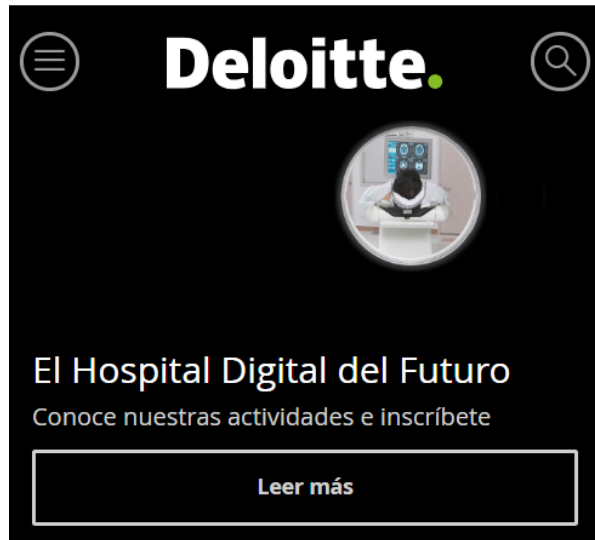 Deloitte.
El Hospital Digital del Futuro
Conoce nuestras actividades e inscríbete
Leer más